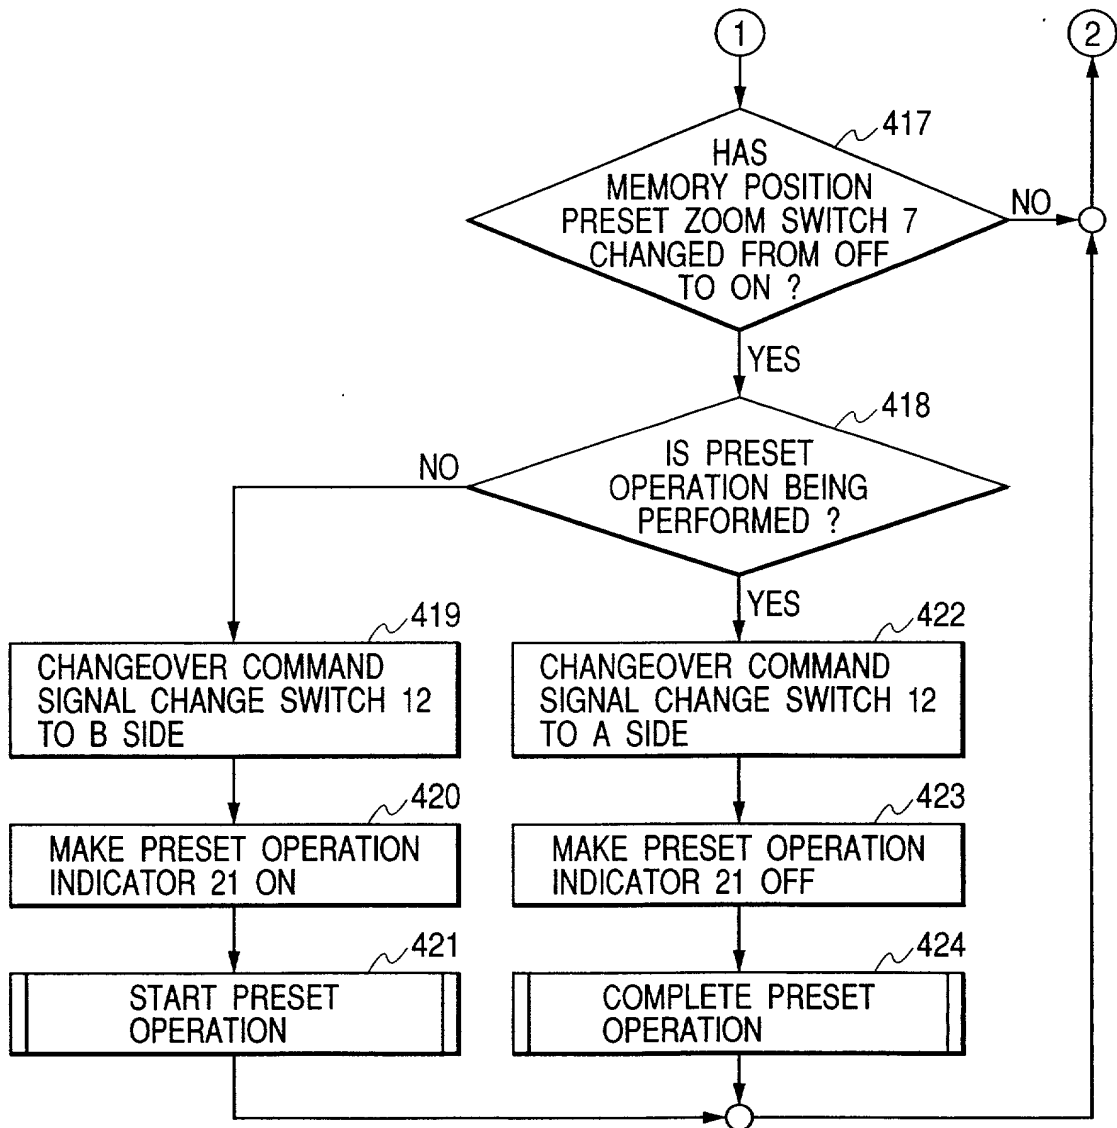 1
2
417
HAS
MEMORY POSITION
PRESET ZOOM SWITCH 7
CHANGED FROM OFF
TO ON ?
NO
YES
418
IS PRESET
OPERATION BEING
PERFORMED ?
NO
YES
419
CHANGEOVER COMMAND
SIGNAL CHANGE SWITCH 12
TO B SIDE
422
CHANGEOVER COMMAND
SIGNAL CHANGE SWITCH 12
TO A SIDE
420
MAKE PRESET OPERATION
INDICATOR 21 ON
423
MAKE PRESET OPERATION
INDICATOR 21 OFF
421
START PRESET
OPERATION
424
COMPLETE PRESET
OPERATION